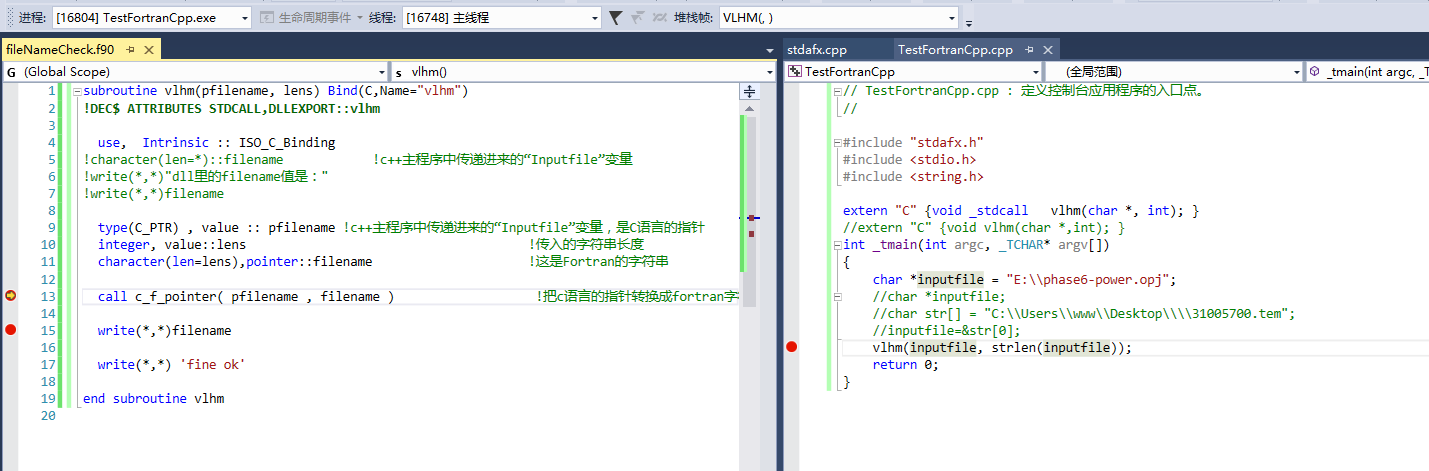 进程: [16804] TestFortranCpp.exe 生命周期事件 线程: [16748] 主线程 堆栈帧: VLHM(, )
fileNameCheck.f90
(Global Scope) vlhm()
1 subroutine vlhm(pfilename, lens) Bind(C,Name="vlhm")
2 !DEC$ ATTRIBUTES STDCALL,DLLEXPORT::vlhm
3
4 use, Intrinsic :: ISO_C_Binding
5 !character(len=*)::filename !c++主程序中传递进来的“Inputfile”变量
6 !write(*,*)"dll里的filename值是："
7 !write(*,*)filename
8
9 type(C_PTR) , value :: pfilename !c++主程序中传递进来的“Inputfile”变量，是C语言的指针
10 integer, value::lens !传入的字符串长度
11 character(len=lens),pointer::filename !这是Fortran的字符串
12
13 call c_f_pointer( pfilename , filename ) !把c语言的指针转换成fortran字
14
15 write(*,*)filename
16
17 write(*,*) 'fine ok'
18
19 end subroutine vlhm
20
stdafx.cpp TestFortranCpp.cpp
TestFortranCpp (全局范围) _tmain(int argc, _T
// TestFortranCpp.cpp : 定义控制台应用程序的入口点。
//
#include "stdafx.h"
#include <stdio.h>
#include <string.h>
extern "C" {void _stdcall vlhm(char *, int); }
//extern "C" {void vlhm(char *,int); }
int _tmain(int argc, _TCHAR* argv[])
{
char *inputfile = "E:\\phase6-power.opj";
//char *inputfile;
//char str[] = "C:\\Users\\www\\Desktop\\\\31005700.tem";
//inputfile=&str[0];
vlhm(inputfile, strlen(inputfile));
return 0;
}